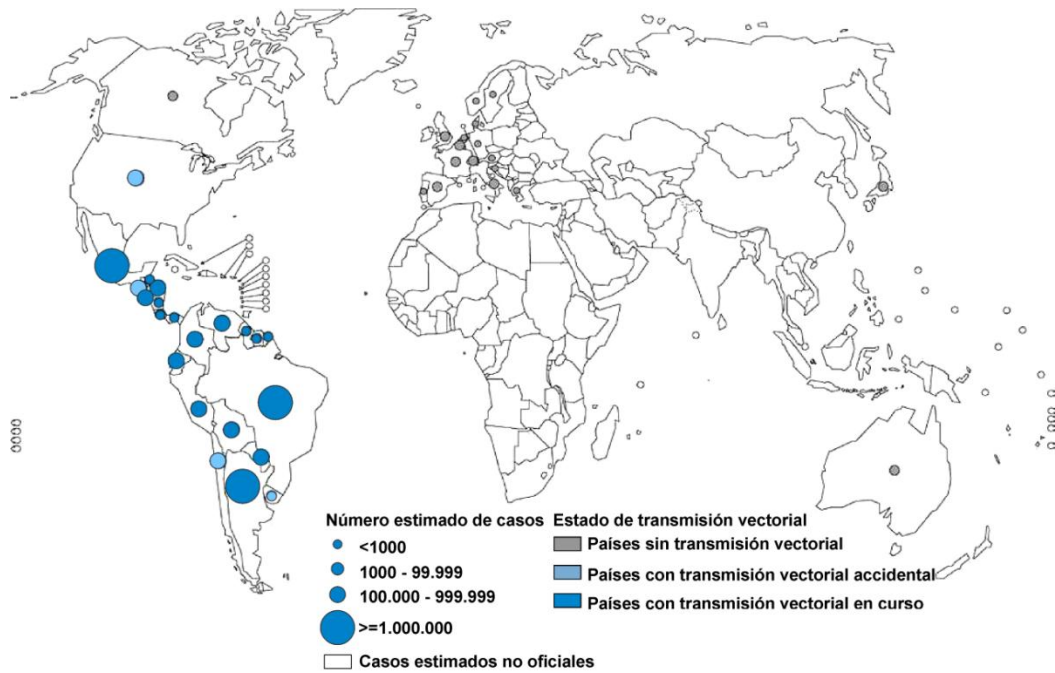 Número estimado de casos
<1000
1000 - 99.999
100.000 - 999.999
>=1.000.000
Casos estimados no oficiales
Estado de transmisión vectorial
Países sin transmisión vectorial
Países con transmisión vectorial accidental
Países con transmisión vectorial en curso